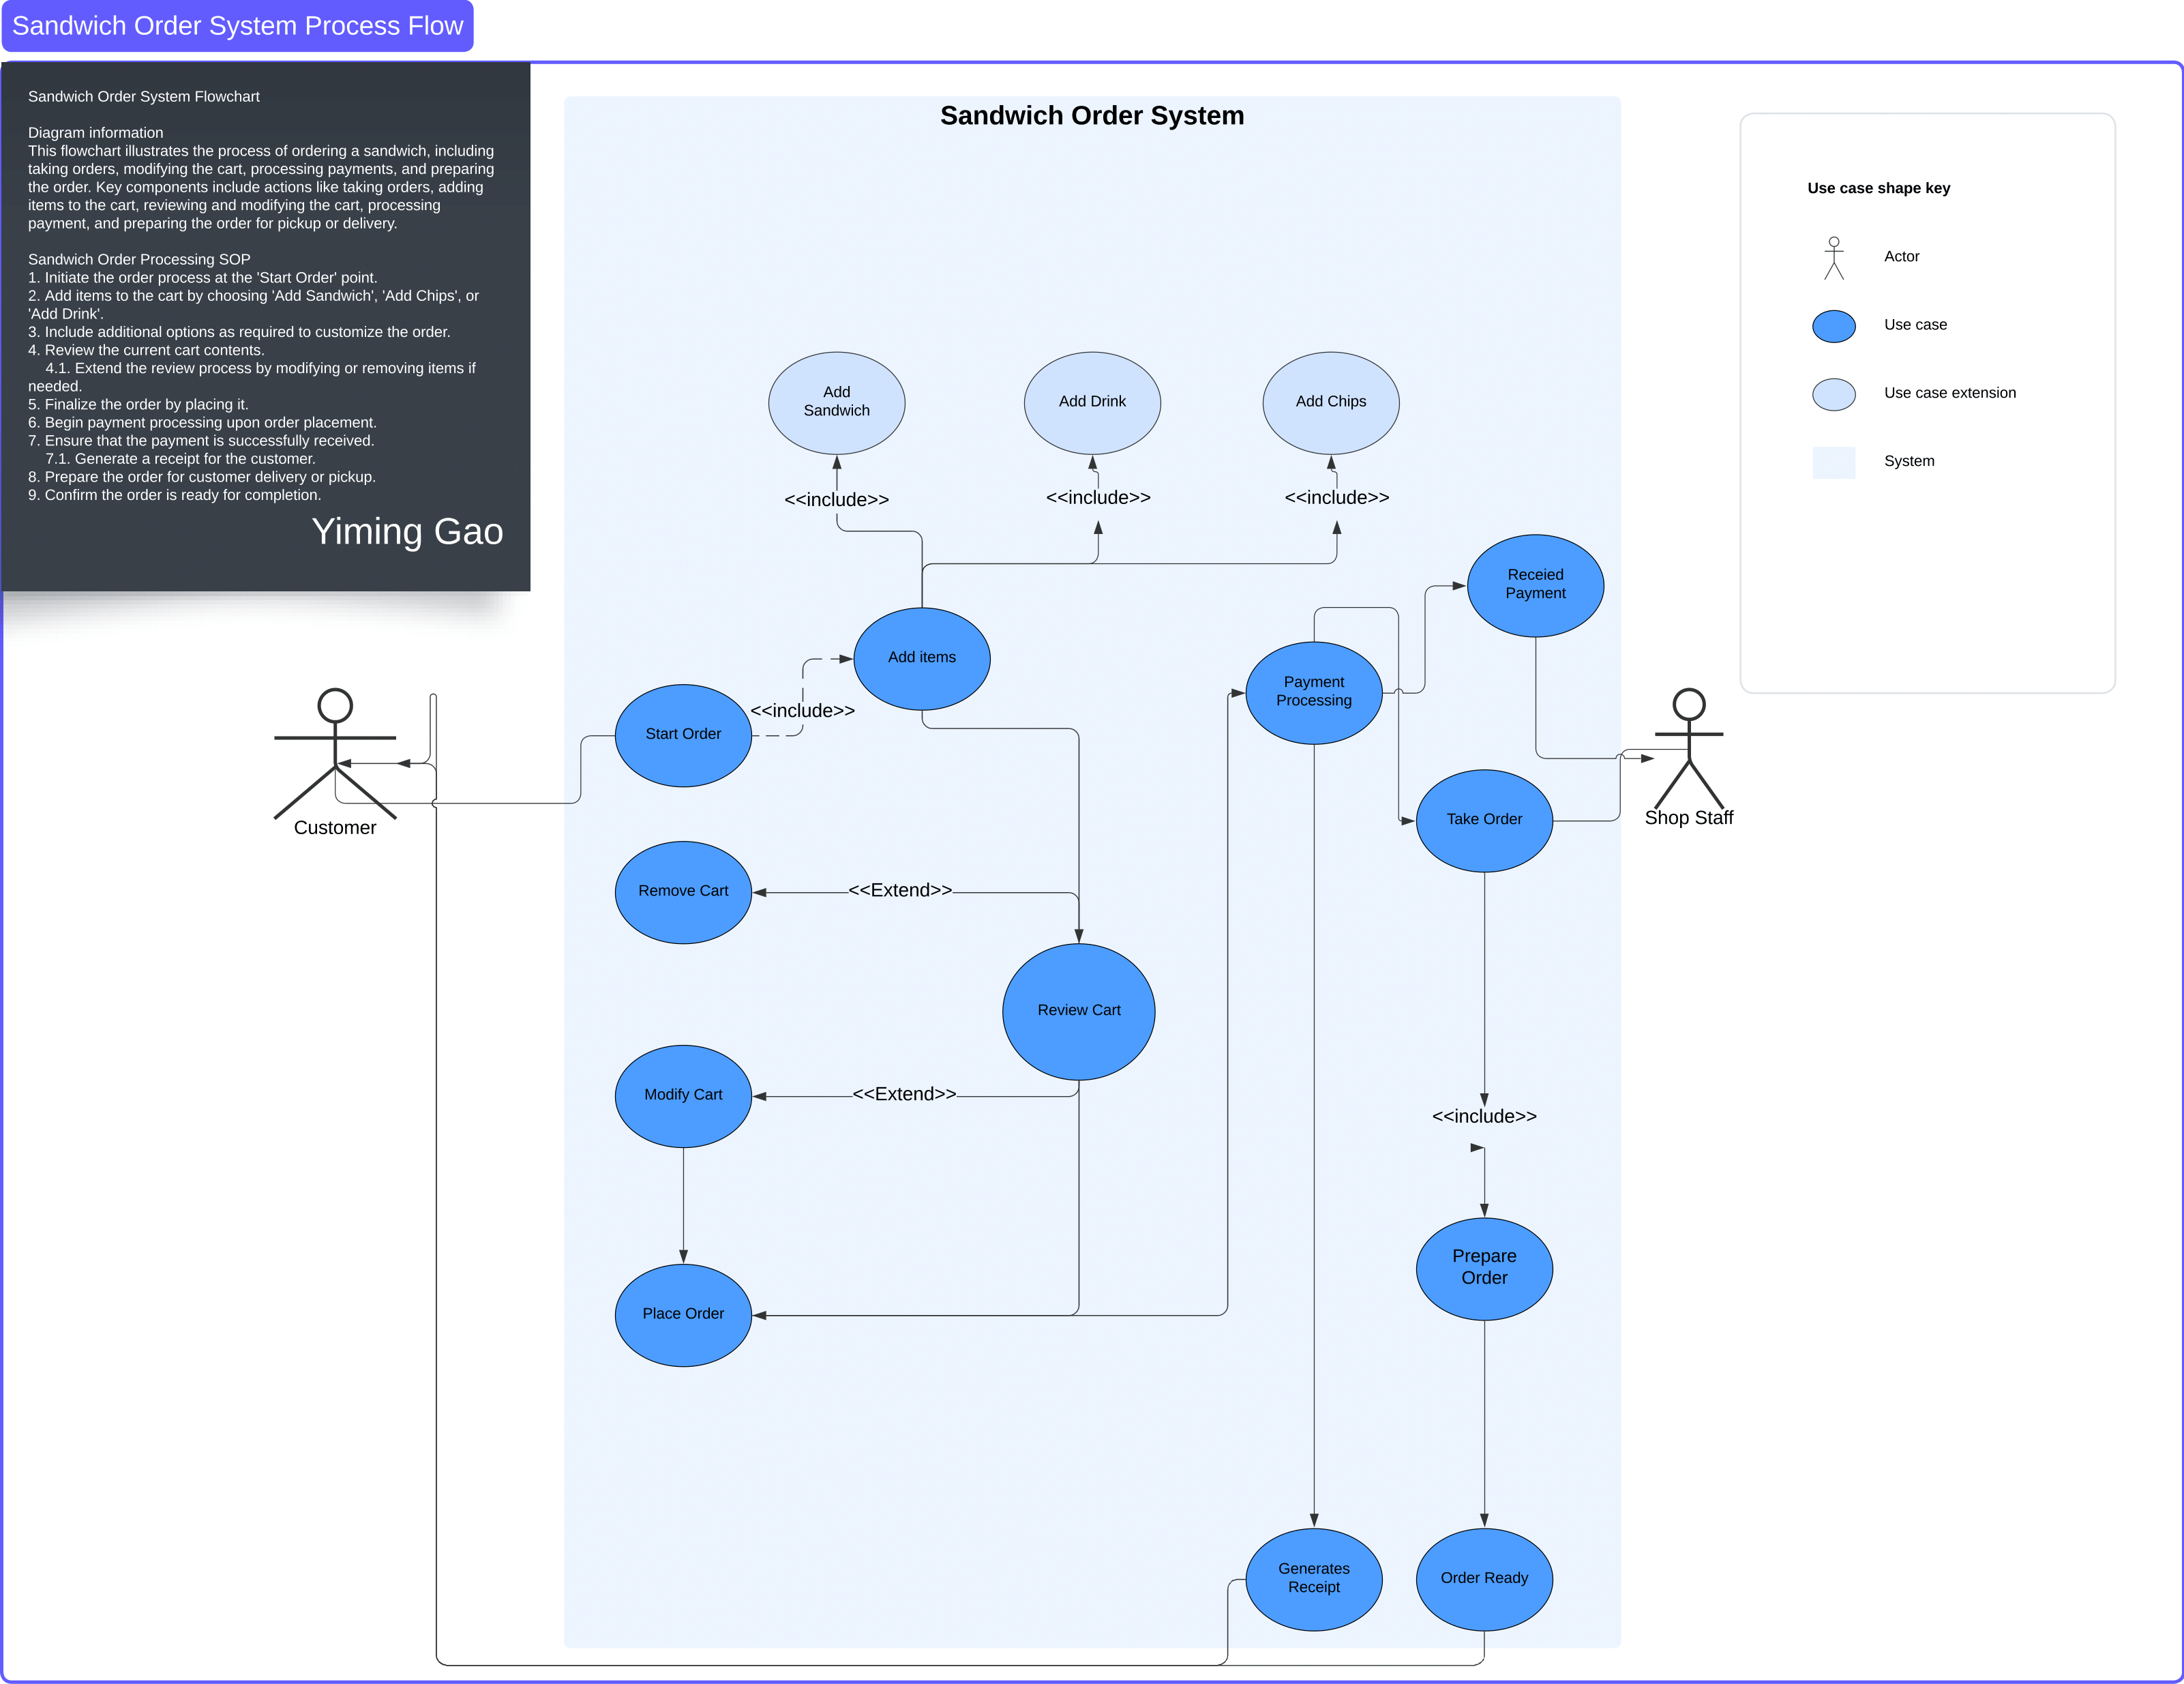 Sandwich Order System Process Flow
Sandwich Order System Flowchart
Diagram information
This flowchart illustrates the process of ordering a sandwich, including
taking orders, modifying the cart, processing payments, and preparing
the order. Key components include actions like taking orders, adding
items to the cart, reviewing and modifying the cart, processing
payment, and preparing the order for pickup or delivery.
Sandwich Order Processing SOP
1. Initiate the order process at the 'Start Order' point.
2. Add items to the cart by choosing 'Add Sandwich', 'Add Chips', or
'Add Drink'.
3. Include additional options as required to customize the order.
4. Review the current cart contents.
4.1. Extend the review process by modifying or removing items if
needed.
5. Finalize the order by placing it.
6. Begin payment processing upon order placement.
7. Ensure that the payment is successfully received.
7.1. Generate a receipt for the customer.
8. Prepare the order for customer delivery or pickup.
9. Confirm the order is ready for completion.
Yiming Gao
Sandwich Order System
Use case shape key
Actor
Use case
Use case extension
System
Add
Sandwich
Add Drink
Add Chips
<<include>>
<<include>>
<<include>>
Receied
Payment
Add items
Payment
Processing
<<include>>
Start Order
Customer
Take Order
Shop Staff
Remove Cart
<<Extend>>
Review Cart
Modify Cart
<<Extend>>
<<include>>
Prepare
Order
Place Order
Generates
Receipt
Order Ready